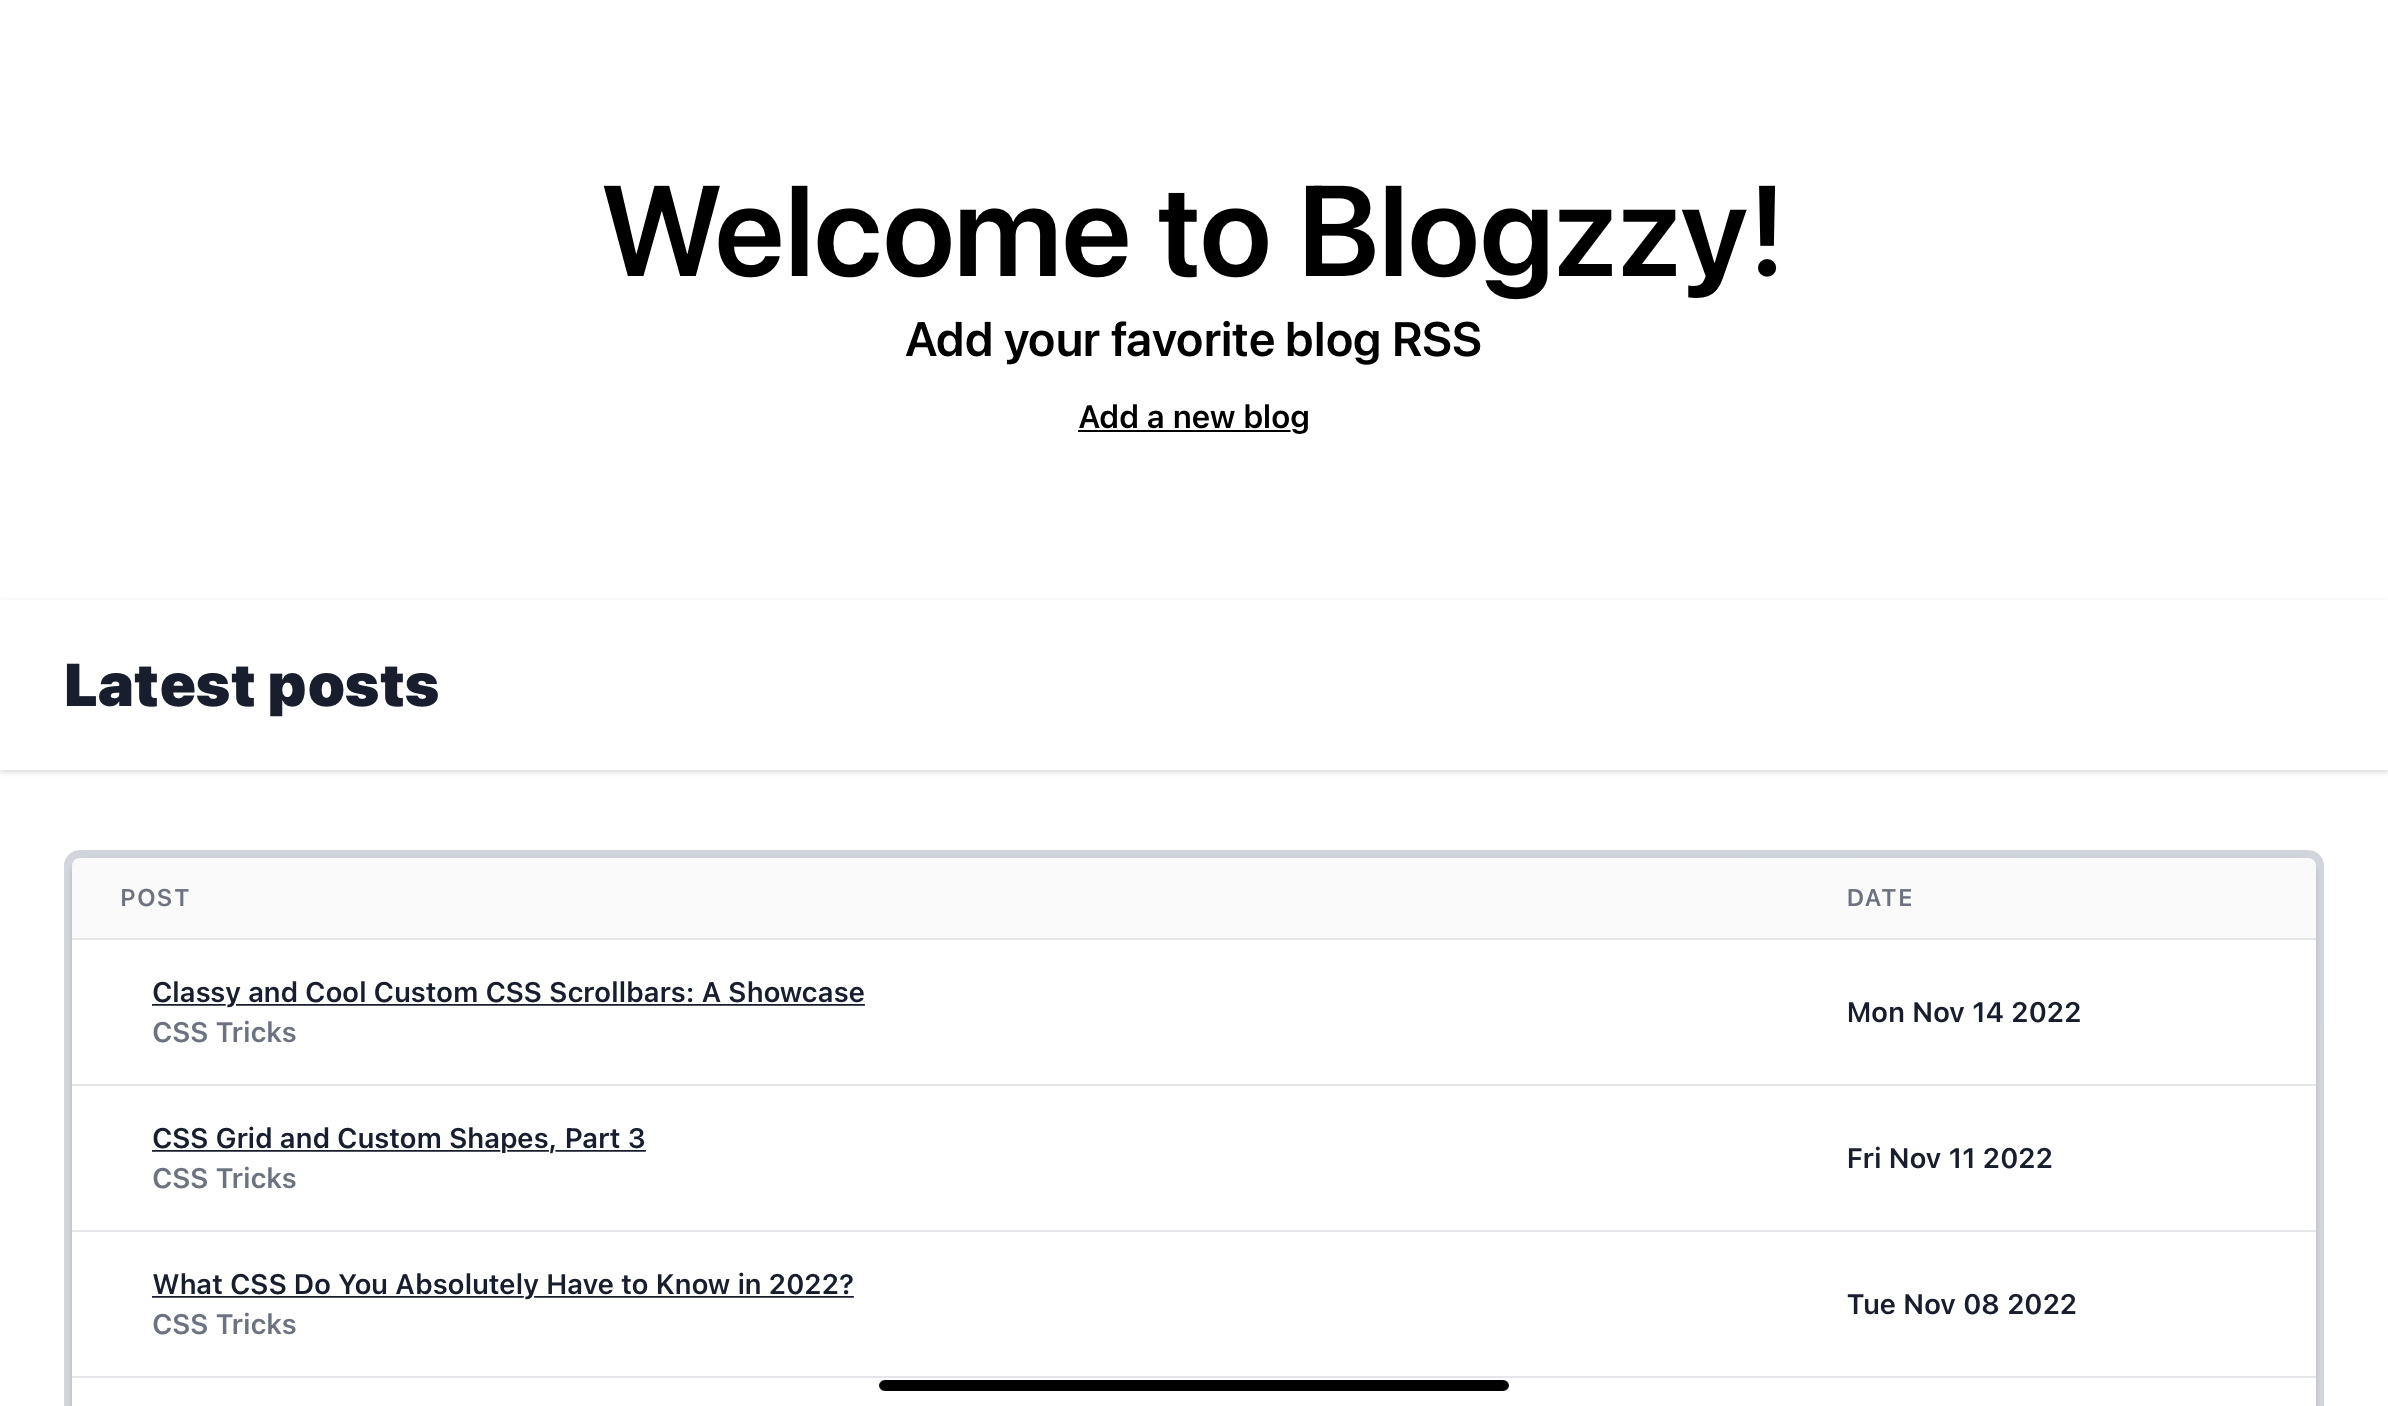 Welcome to Blogzzy!
Add your favorite blog RSS
Add a new blog
Latest posts
POST DATE
Classy and Cool Custom CSS Scrollbars: A Showcase
CSS Tricks
Mon Nov 14 2022
CSS Grid and Custom Shapes, Part 3
CSS Tricks
Fri Nov 11 2022
What CSS Do You Absolutely Have to Know in 2022?
CSS Tricks
Tue Nov 08 2022